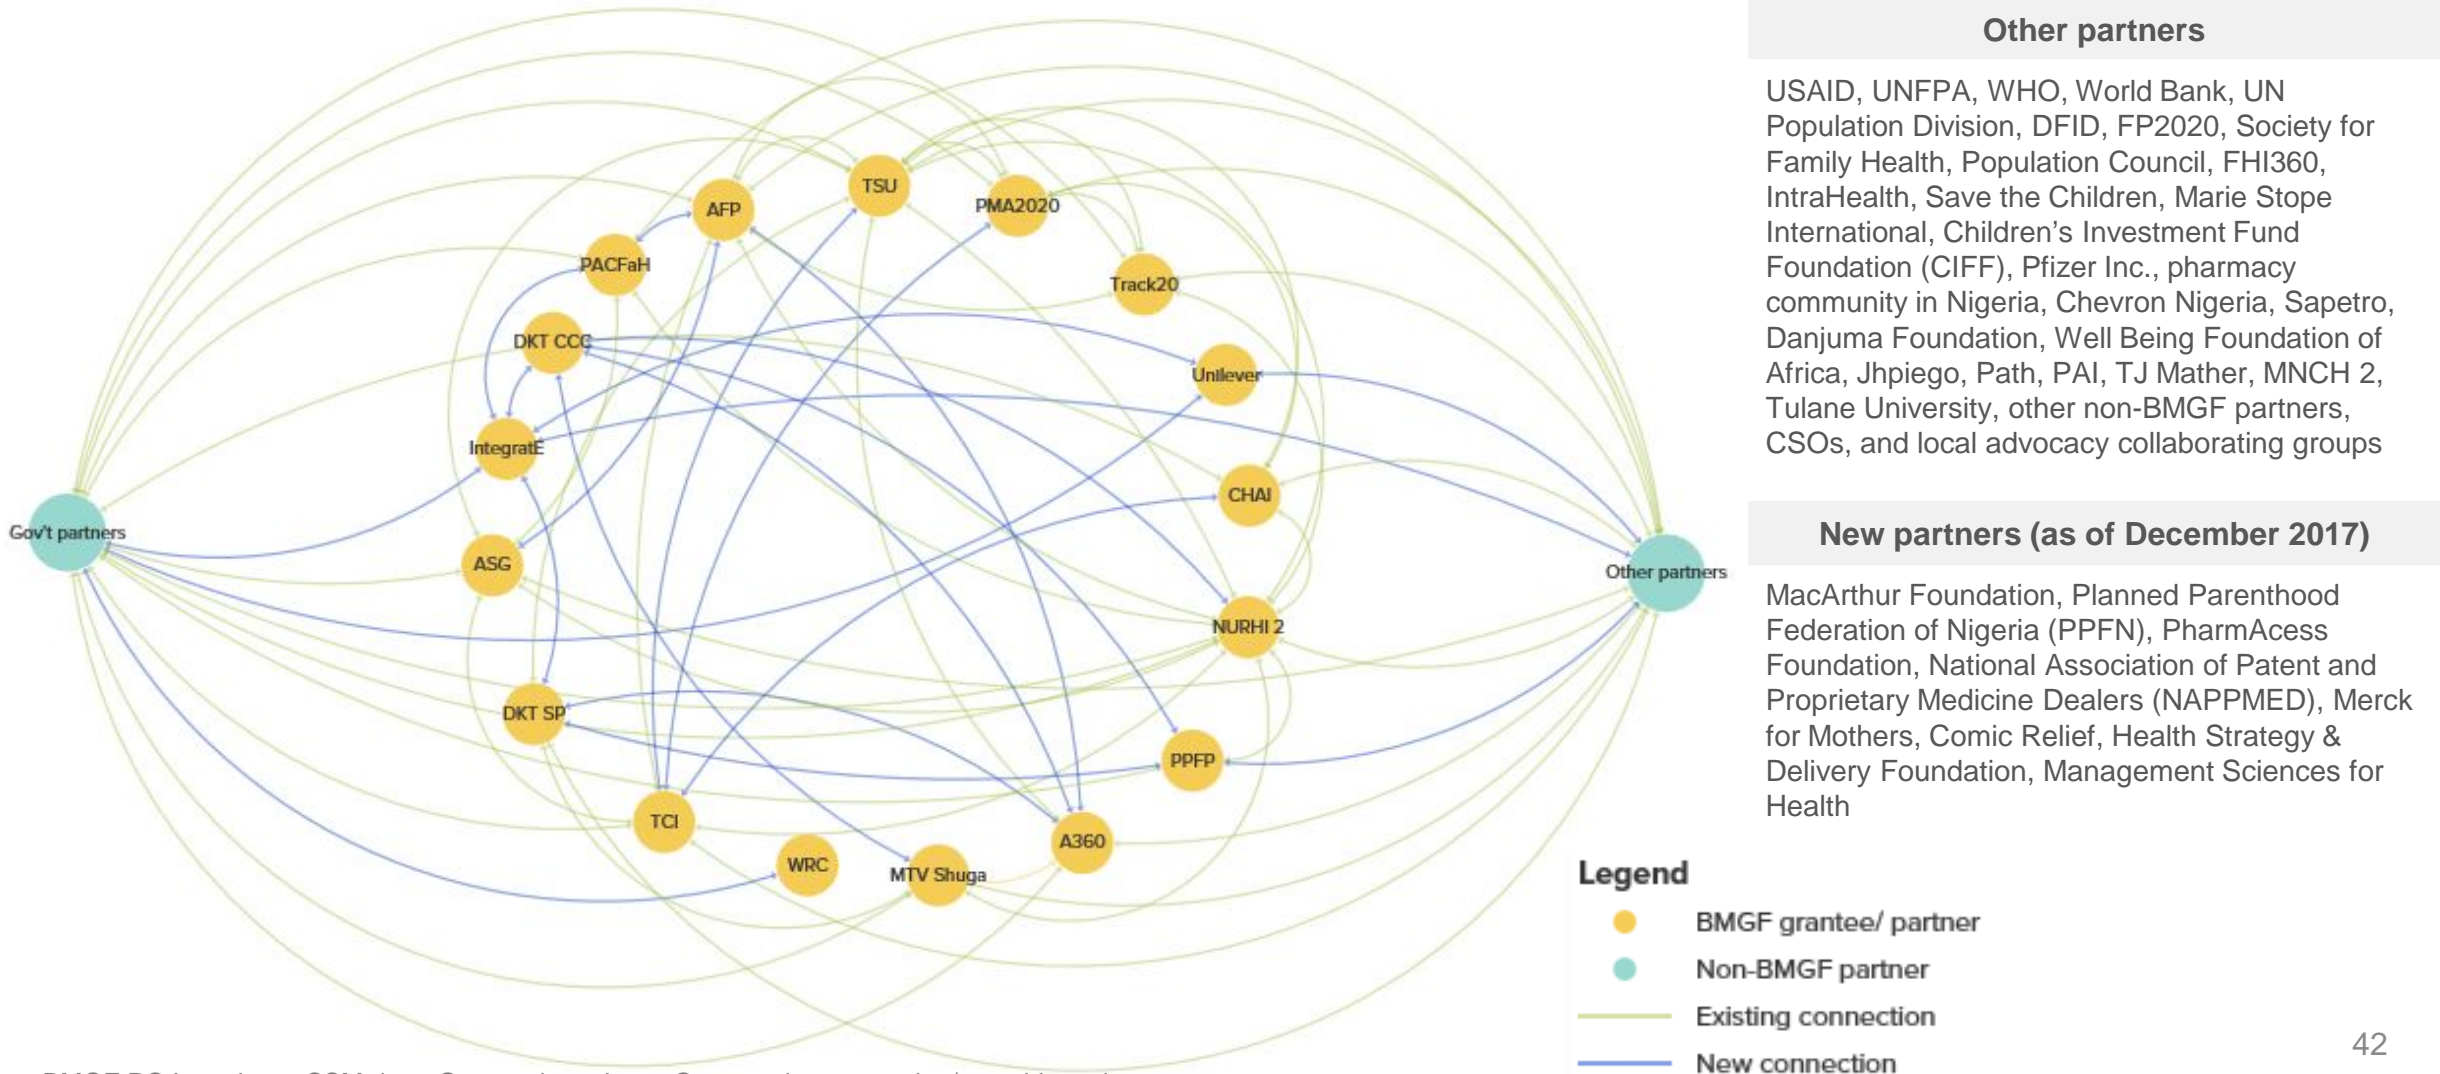 Other partners
USAID, UNFPA, WHO, World Bank, UN
Population Division, DFID, FP2020, Society for
Family Health, Population Council, FHI360,
IntraHealth, Save the Children, Marie Stope
International, Children's Investment Fund
Foundation (CIFF), Pfizer Inc., pharmacy
community in Nigeria, Chevron Nigeria, Sapetro,
Danjuma Foundation, Well Being Foundation of
Africa, Jhpiego, Path, PAI, TJ Mather, MNCH 2,
Tulane University, other non-BMGF partners,
CSOs, and local advocacy collaborating groups
New partners (as of December 2017)
MacArthur Foundation, Planned Parenthood
Federation of Nigeria (PPFN), PharmAcess
Foundation, National Association of Patent and
Proprietary Medicine Dealers (NAPPMED), Merck
for Mothers, Comic Relief, Health Strategy &
Delivery Foundation, Management Sciences for
Health
TSU
AFP
PMA2020
PACFaH
Track20
DKT CCC
Unilever
IntegratE
CHAI
Gov't partners
ASG
Other partners
NURHI 2
DKT SP
PPFP
TCI
A360
WRC
MTV Shuga
Legend
BMGF grantee/ partner
Non-BMGF partner
Existing connection
New connection
42